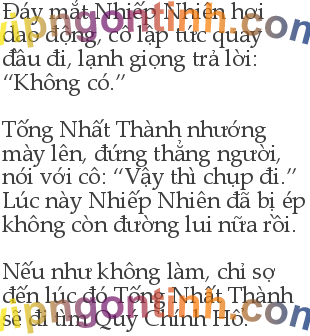 Đáy mắt Nhiếp Nhiên hơi
dao động, cô lập tức quay
đầu đi, lạnh giọng trả lời:
“Không có.”

Tống Nhất Thành nhướng
mày lên, đứng thẳng người,
nói với cô: “Vậy thì chụp đi.”
Lúc này Nhiếp Nhiên đã bị ép
không còn đường lui nữa rồi.

Nếu như không làm, chỉ sợ
đến lúc đó Tống Nhất Thành
sẽ đi tìm Quý Chính Hổ.
vipngontinh.com
vipngontinh.com